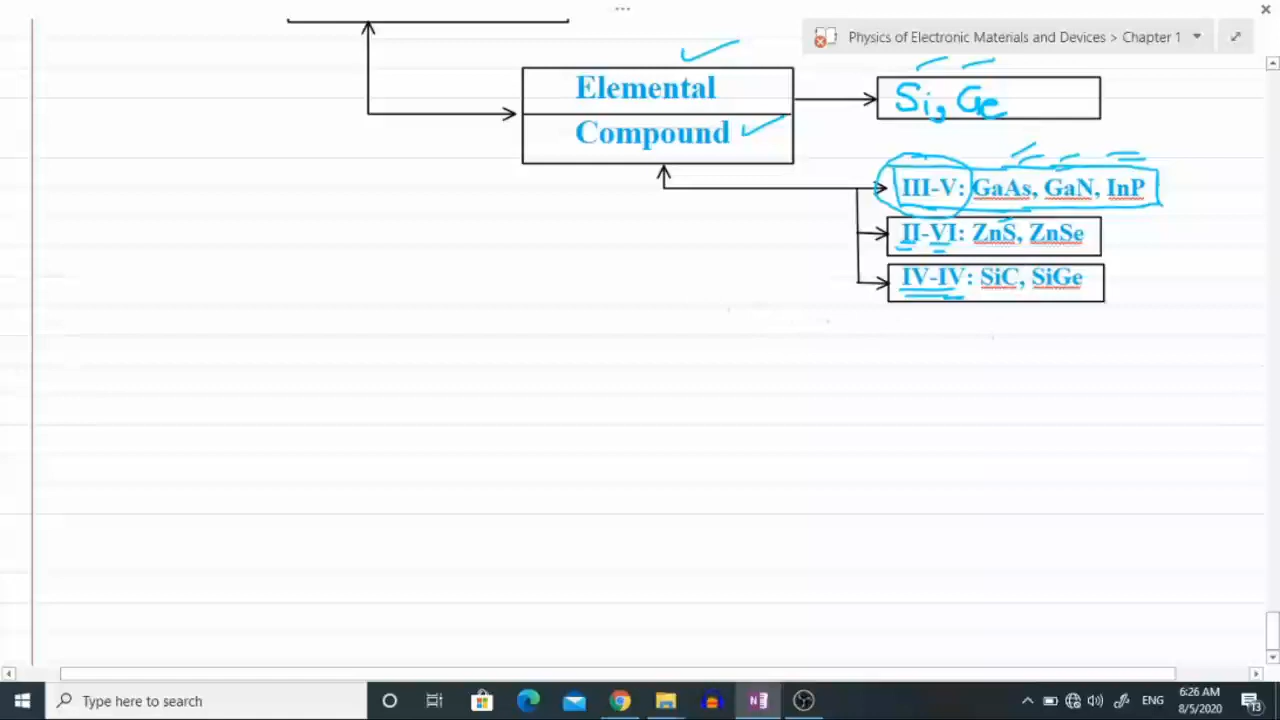 Physics of Electronic Materials and Devices > Chapter 1
Elemental
Compound
Si, Ge
III-V: GaAs, GaN, InP
II-VI: ZnS, ZnSe
IV-IV: SiC, SiGe
Type here to search
N
ENG
6:26 AM
8/5/2020
13